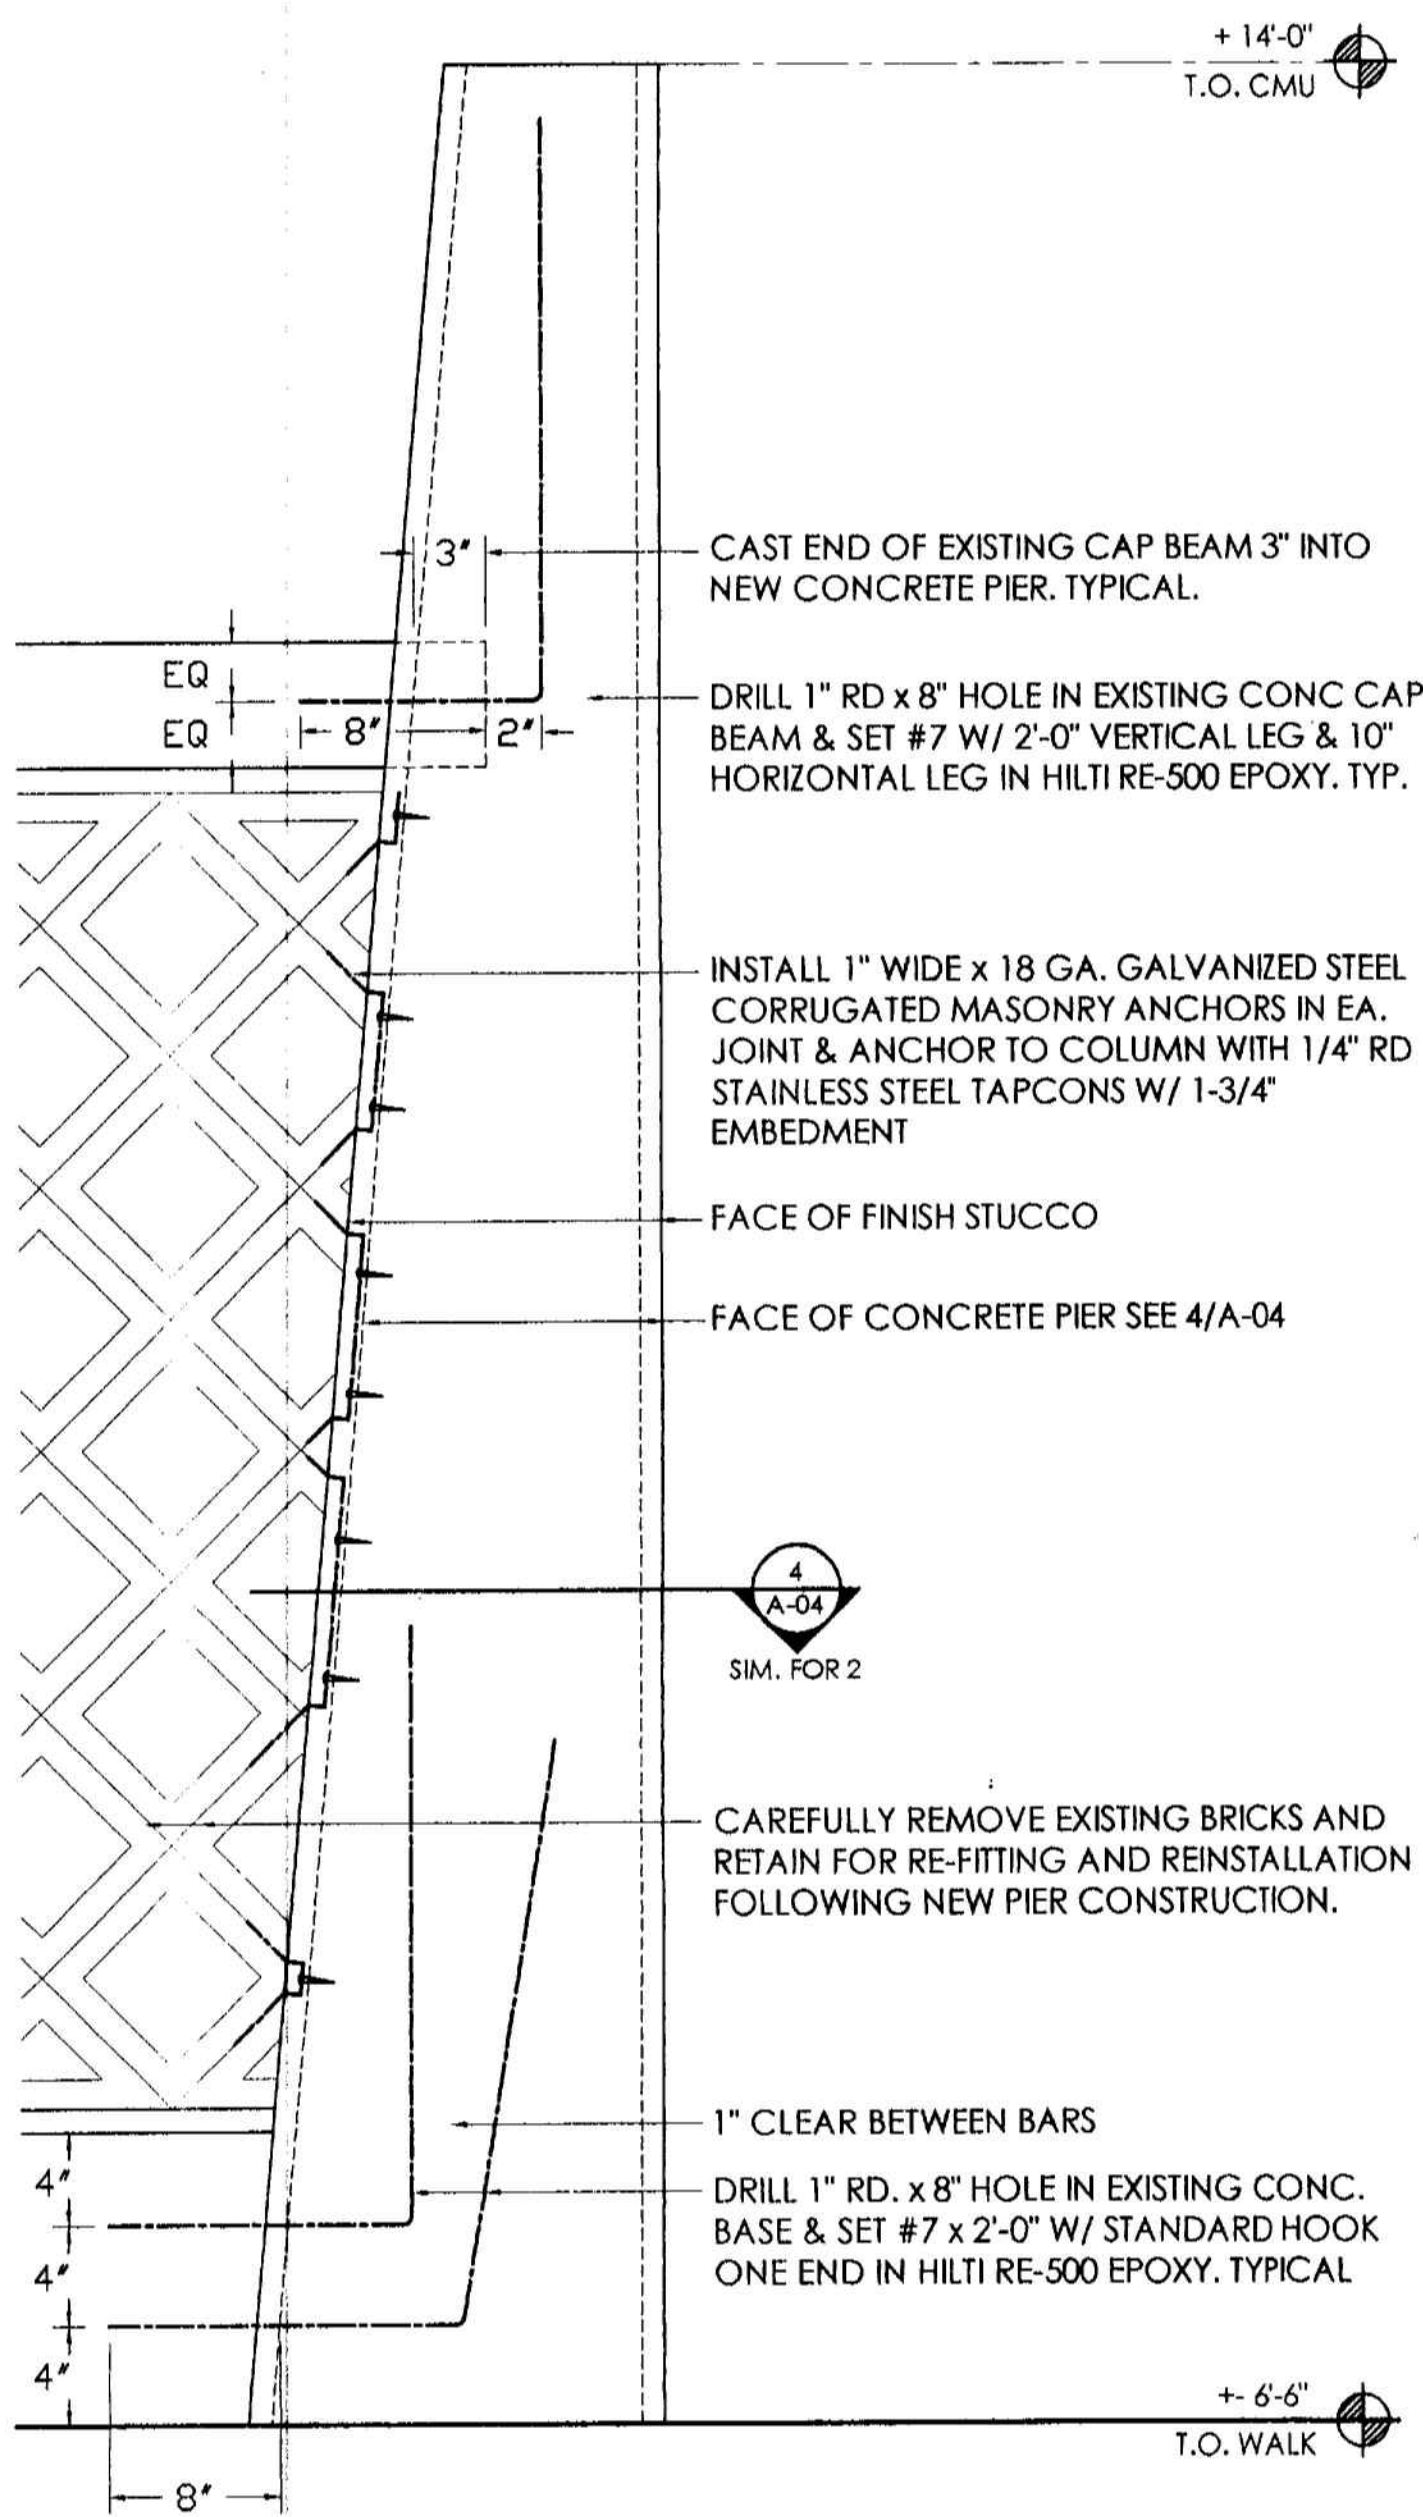 + 14'-0"
T.O. CMU
3"
CAST END OF EXISTING CAP BEAM 3" INTO
NEW CONCRETE PIER. TYPICAL.
EQ
EQ
8"
2"
DRILL 1" RD x 8" HOLE IN EXISTING CONC CAP
BEAM & SET #7 W/ 2'-0" VERTICAL LEG & 10"
HORIZONTAL LEG IN HILTI RE-500 EPOXY. TYP.
INSTALL 1" WIDE x 18 GA. GALVANIZED STEEL
CORRUGATED MASONRY ANCHORS IN EA.
JOINT & ANCHOR TO COLUMN WITH 1/4" RD
STAINLESS STEEL TAPCONS W/ 1-3/4"
EMBEDMENT
FACE OF FINISH STUCCO
FACE OF CONCRETE PIER SEE 4/A-04
4
A-04
SIM. FOR 2
CAREFULLY REMOVE EXISTING BRICKS AND
RETAIN FOR RE-FITTING AND REINSTALLATION
FOLLOWING NEW PIER CONSTRUCTION.
1" CLEAR BETWEEN BARS
4"
4"
4"
DRILL 1" RD. x 8" HOLE IN EXISTING CONC.
BASE & SET #7 x 2'-0" W/ STANDARD HOOK
ONE END IN HILTI RE-500 EPOXY. TYPICAL
+- 6'-6"
T.O. WALK
8"